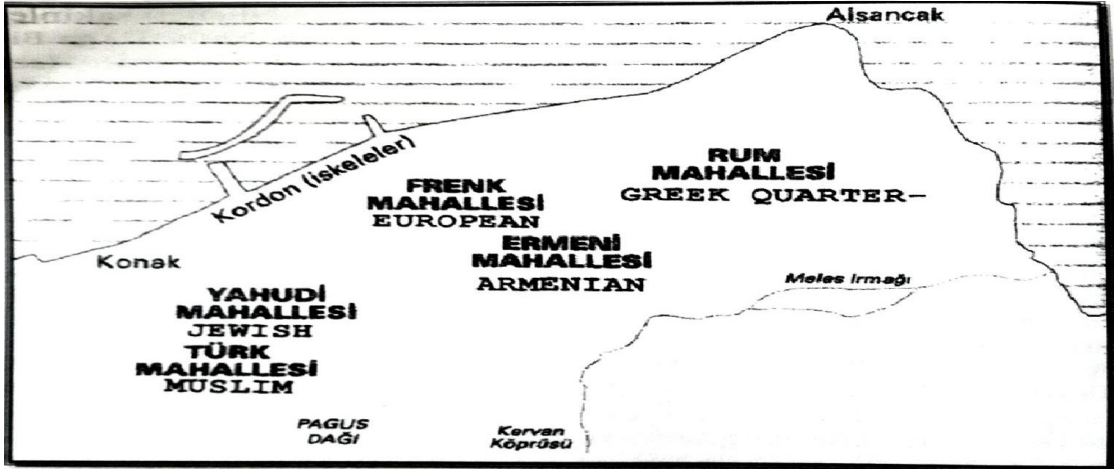 Alsancak
Kordon (iskeleler)
RUM
MAHALLESİ
GREEK QUARTER-
FRENK
MAHALLESİ
EUROPEAN
ERMENİ
MAHALLESİ
ARMENIAN
Konak
Meles Irmağı
YAHUDİ
MAHALLESİ
JEWISH
TÜRK
MAHALLESİ
MUSLIM
PAGUS
DAĞI
Kervan
Köprüsü